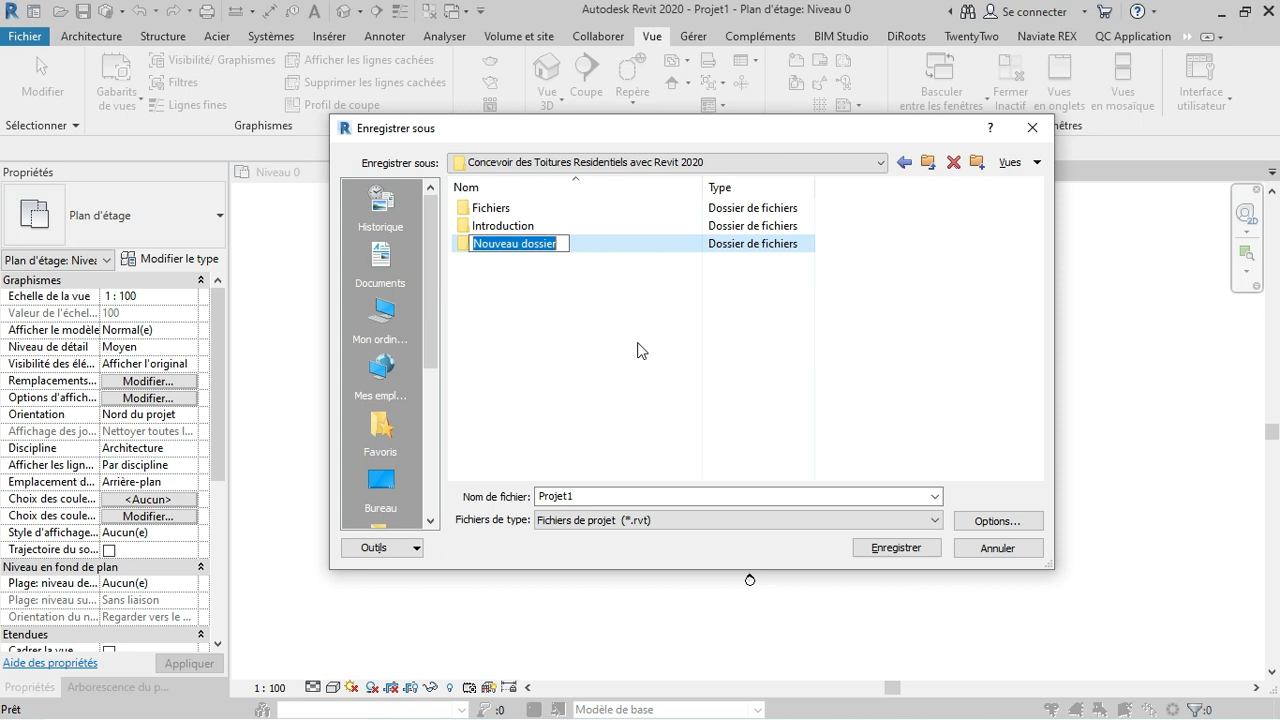 Autodesk Revit 2020 - Projet1 - Plan d'étage: Niveau 0
Se connecter
Fichier Architecture Structure Acier Systèmes Insérer Annoter Analyser Volume et site Collaborer Vue Gérer Compléments BIM Studio DiRoots TwentyTwo Naviate REX QC Application
Modifier
Gabarits
de vues
Visibilité/ Graphismes
Filtres
Lignes fines
Afficher les lignes cachées
Supprimer les lignes cachées
Profil de coupe
Vue
3D
Coupe
Repère
Basculer
entre les fenêtres
Fermer
Inactif
Vues
en onglets
Vues
en mosaïque
Interface
utilisateur
Sélectionner
Graphismes
nêtres
Enregistrer sous
Enregistrer sous:
Concevoir des Toitures Residentiels avec Revit 2020
Vues
Nom Type
Fichiers Dossier de fichiers
Introduction Dossier de fichiers
Nouveau dossier Dossier de fichiers
Historique
Documents
Mon ordin...
Mes empl...
Favoris
Bureau
Nom de fichier: Projet1
Fichiers de type: Fichiers de projet (*.rvt)
Options...
Outils
Enregistrer
Annuler
Niveau 0
Propriétés
Plan d'étage
Plan d'étage: Nivea
Modifier le type
Graphismes
Echelle de la vue 1 : 100
Valeur de l'échel... 100
Afficher le modèle Normal(e)
Niveau de détail Moyen
Visibilité des élé... Afficher l'original
Remplacements... Modifier...
Options d'affich... Modifier...
Orientation Nord du projet
Affichage des jo... Nettoyer toutes l...
Discipline Architecture
Afficher les lign... Par discipline
Emplacement d... Arrière-plan
Choix des coule... <Aucun>
Choix des coule... Modifier...
Style d'affichage... Aucun(e)
Trajectoire du so...
Niveau en fond de plan
Plage: niveau de... Aucun(e)
Plage: niveau su... Sans liaison
Orientation du n... Regarder vers le ...
Etendues
Cadrer la vue
Aide des propriétés
Appliquer
Propriétés
Arborescence du p...
1 : 100
Prêt
:0
Modèle de base
:0